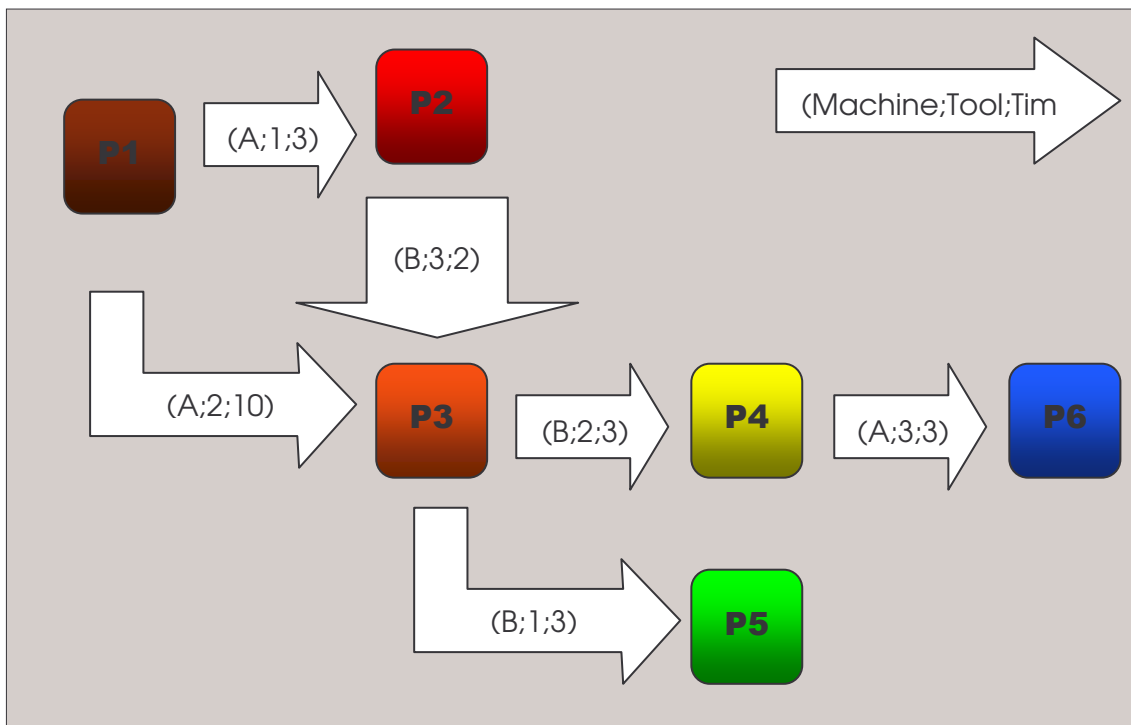 P1
(A;1;3)
P2
(Machine;Tool;Tim
(B;3;2)
(A;2;10)
P3
(B;2;3)
P4
(A;3;3)
P6
(B;1;3)
P5